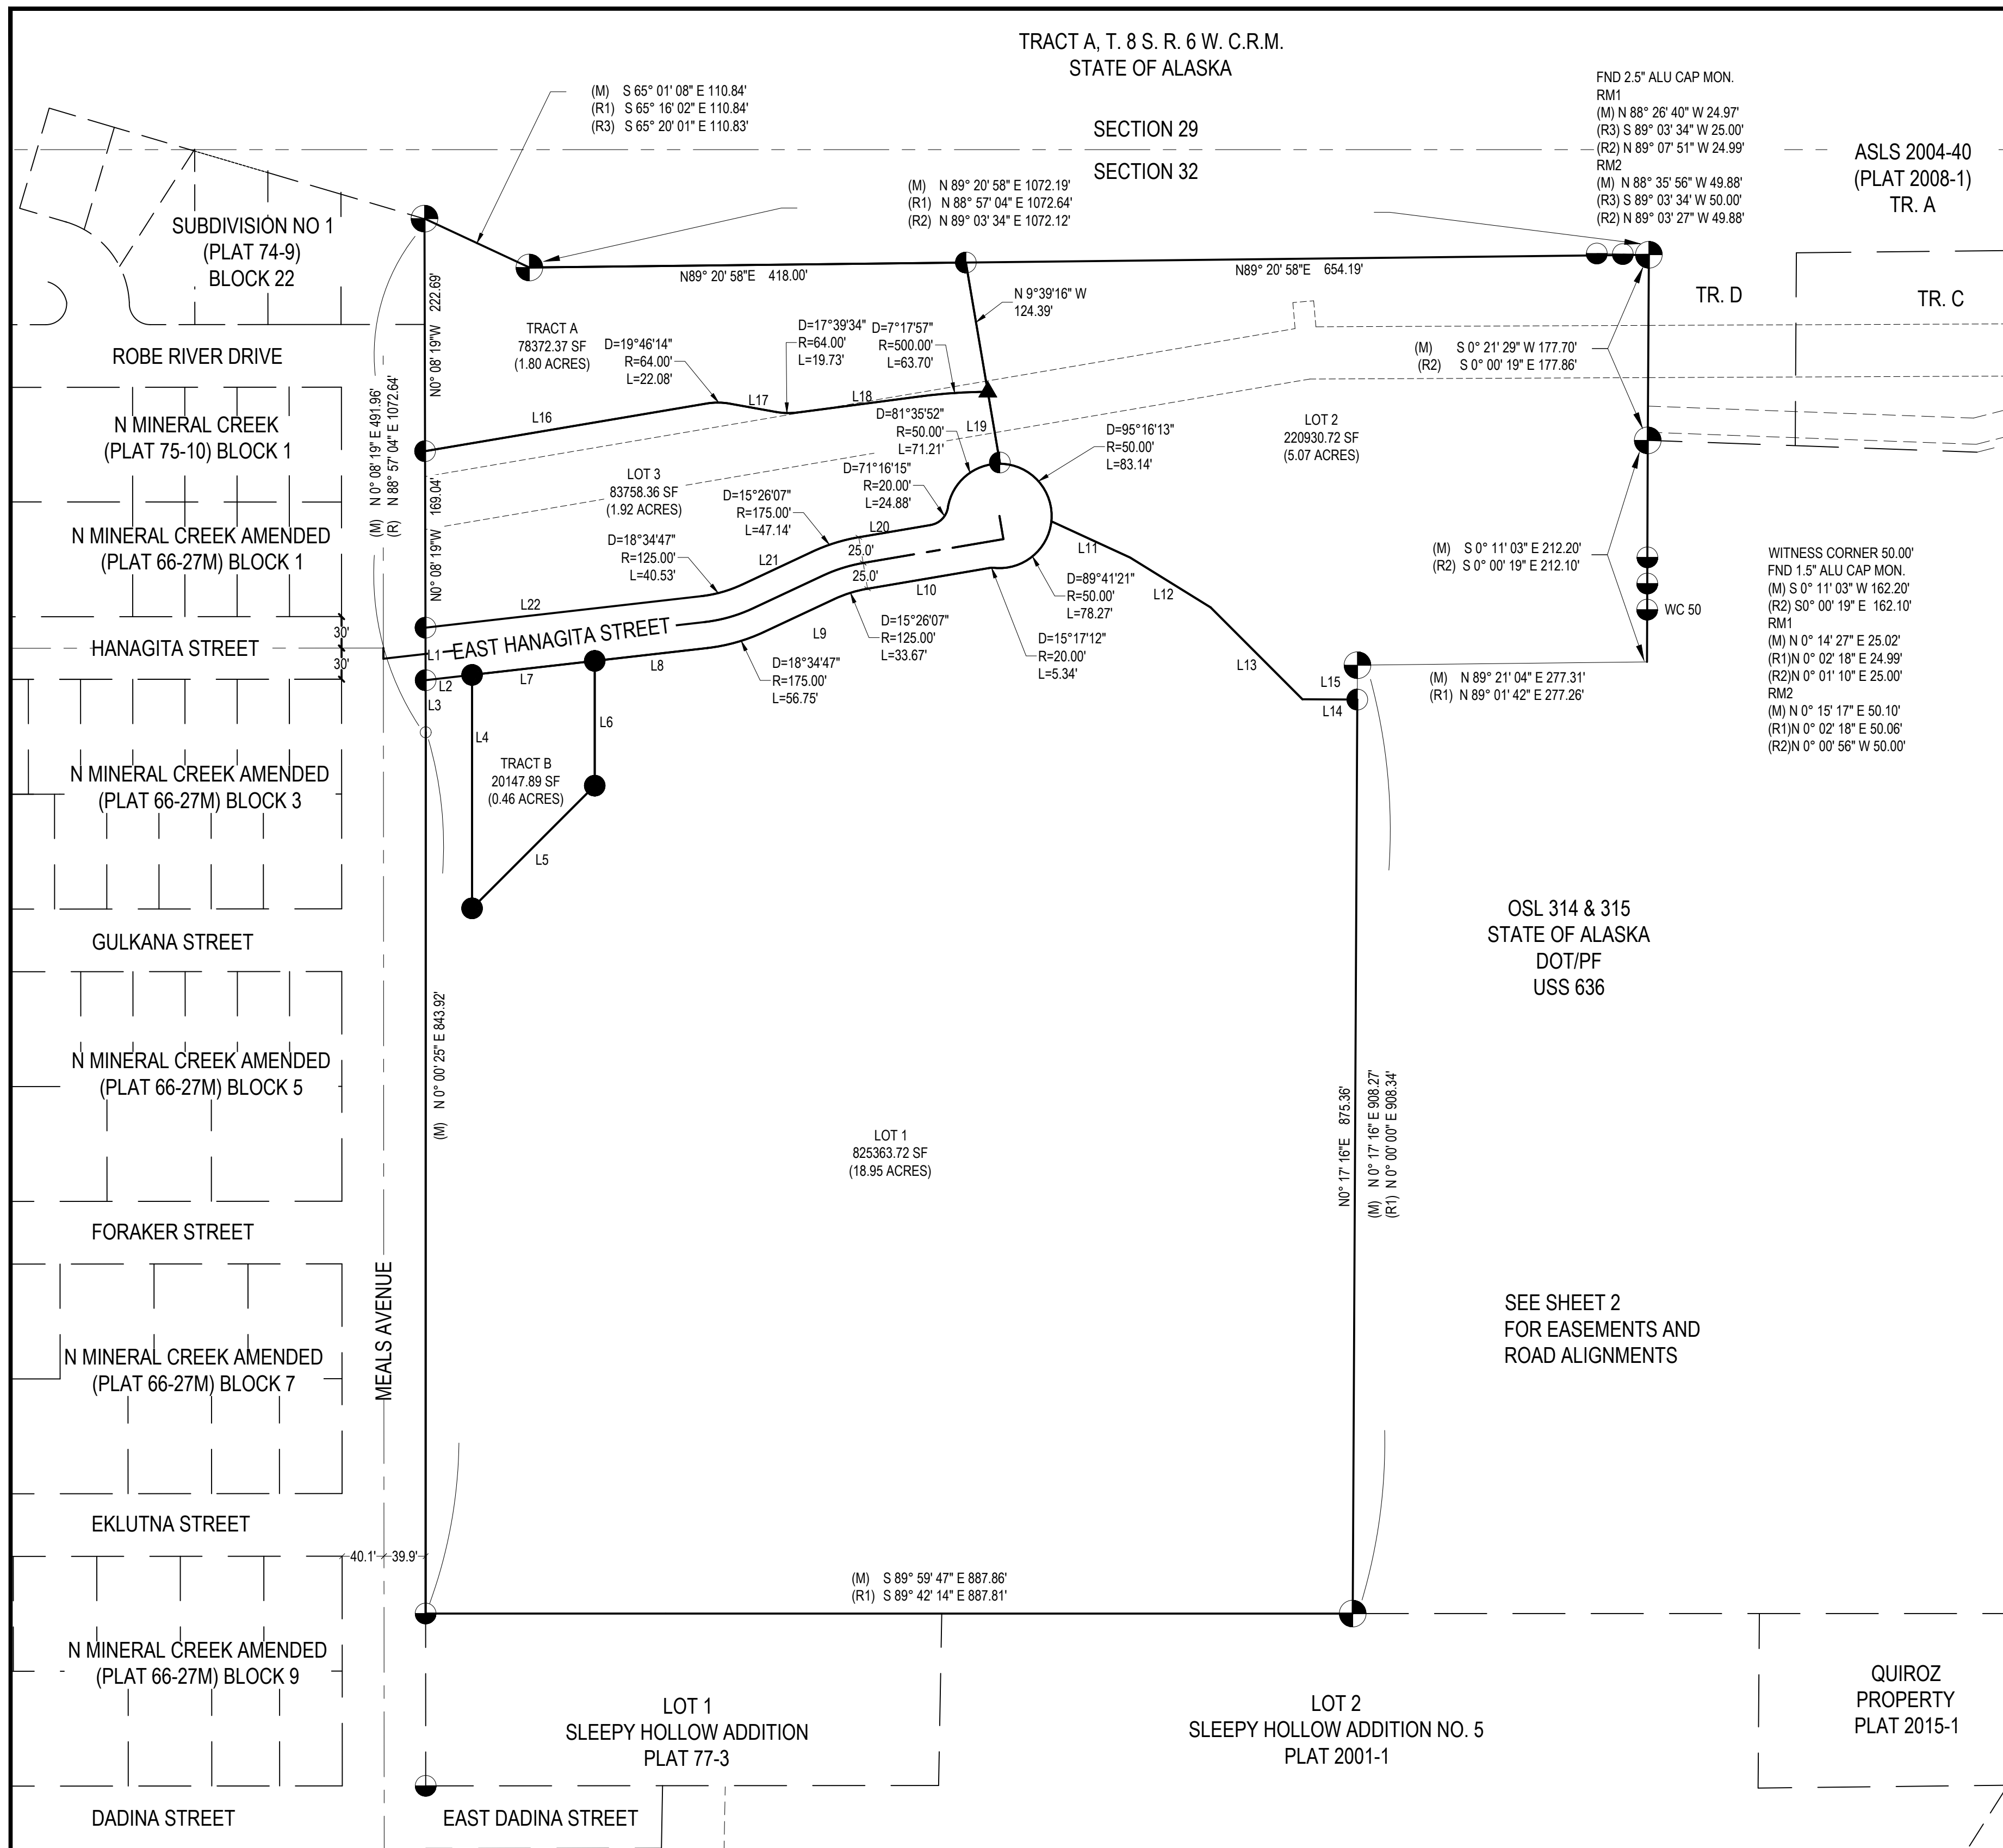 TRACT A, T. 8 S. R. 6 W. C.R.M.
STATE OF ALASKA
(M) S 65° 01' 08" E 110.84'
(R1) S 65° 16' 02" E 110.84'
(R3) S 65° 20' 01" E 110.83'
SECTION 29
SECTION 32
FND 2.5" ALU CAP MON.
RM1
(M) N 88° 26' 40" W 24.97'
(R3) S 89° 03' 34" W 25.00'
(R2) N 89° 07' 51" W 24.99'
RM2
(M) N 88° 35' 56" W 49.88'
(R3) S 89° 03' 34" W 50.00'
(R2) N 89° 03' 27" W 49.88'
ASLS 2004-40
(PLAT 2008-1)
TR. A
(M) N 89° 20' 58" E 1072.19'
(R1) N 88° 57' 04" E 1072.64'
(R2) N 89° 03' 34" E 1072.12'
SUBDIVISION NO 1
(PLAT 74-9)
BLOCK 22
N89° 20' 58"E 418.00'
N89° 20' 58"E 654.19'
TR. D
TR. C
N 9°39'16" W
124.39'
N0° 08' 19"W 222.69'
TRACT A
78372.37 SF
(1.80 ACRES)
D=19°46'14"
R=64.00'
L=22.08'
D=17°39'34"
R=64.00'
L=19.73'
D=7°17'57"
R=500.00'
L=63.70'
(M) S 0° 21' 29" W 177.70'
(R2) S 0° 00' 19" E 177.86'
ROBE RIVER DRIVE
L16
L17
L18
L19
N MINERAL CREEK
(PLAT 75-10) BLOCK 1
(M) N 0° 08' 19" E 491.96'
(R) N 88° 57' 04" E 1072.64'
D=81°35'52"
R=50.00'
L=71.21'
D=95°16'13"
R=50.00'
L=83.14'
LOT 2
220930.72 SF
(5.07 ACRES)
LOT 3
83758.36 SF
(1.92 ACRES)
D=71°16'15"
R=20.00'
L=24.88'
D=15°26'07"
R=175.00'
L=47.14'
N0° 08' 19"W 169.04'
N MINERAL CREEK AMENDED
(PLAT 66-27M) BLOCK 1
D=18°34'47"
R=125.00'
L=40.53'
L20
25.0'
25.0'
L21
L22
L11
L12
(M) S 0° 11' 03" E 212.20'
(R2) S 0° 00' 19" E 212.10'
WITNESS CORNER 50.00'
FND 1.5" ALU CAP MON.
(M) S 0° 11' 03" W 162.20'
(R2) S0° 00' 19" E 162.10'
RM1
(M) N 0° 14' 27" E 25.02'
(R1)N 0° 02' 18" E 24.99'
(R2)N 0° 01' 10" E 25.00'
RM2
(M) N 0° 15' 17" E 50.10'
(R1)N 0° 02' 18" E 50.06'
(R2)N 0° 00' 56" W 50.00'
WC 50
D=89°41'21"
R=50.00'
L=78.27'
L10
D=15°26'07"
R=125.00'
L=33.67'
D=15°17'12"
R=20.00'
L=5.34'
L9
L8
D=18°34'47"
R=175.00'
L=56.75'
30'
HANAGITA STREET
30'
L1
EAST HANAGITA STREET
L2
L7
L3
L13
L15
L14
(M) N 89° 21' 04" E 277.31'
(R1) N 89° 01' 42" E 277.26'
L4
L6
TRACT B
20147.89 SF
(0.46 ACRES)
L5
N MINERAL CREEK AMENDED
(PLAT 66-27M) BLOCK 3
GULKANA STREET
OSL 314 & 315
STATE OF ALASKA
DOT/PF
USS 636
(M) N 0° 00' 25" E 843.92'
N MINERAL CREEK AMENDED
(PLAT 66-27M) BLOCK 5
LOT 1
825363.72 SF
(18.95 ACRES)
N0° 17' 16"E 875.36'
(M) N 0° 17' 16" E 908.27'
(R1) N 0° 00' 00" E 908.34'
FORAKER STREET
MEALS AVENUE
SEE SHEET 2
FOR EASEMENTS AND
ROAD ALIGNMENTS
N MINERAL CREEK AMENDED
(PLAT 66-27M) BLOCK 7
EKLUTNA STREET
40.1'
39.9'
(M) S 89° 59' 47" E 887.86'
(R1) S 89° 42' 14" E 887.81'
N MINERAL CREEK AMENDED
(PLAT 66-27M) BLOCK 9
LOT 1
SLEEPY HOLLOW ADDITION
PLAT 77-3
LOT 2
SLEEPY HOLLOW ADDITION NO. 5
PLAT 2001-1
QUIROZ
PROPERTY
PLAT 2015-1
DADINA STREET
EAST DADINA STREET